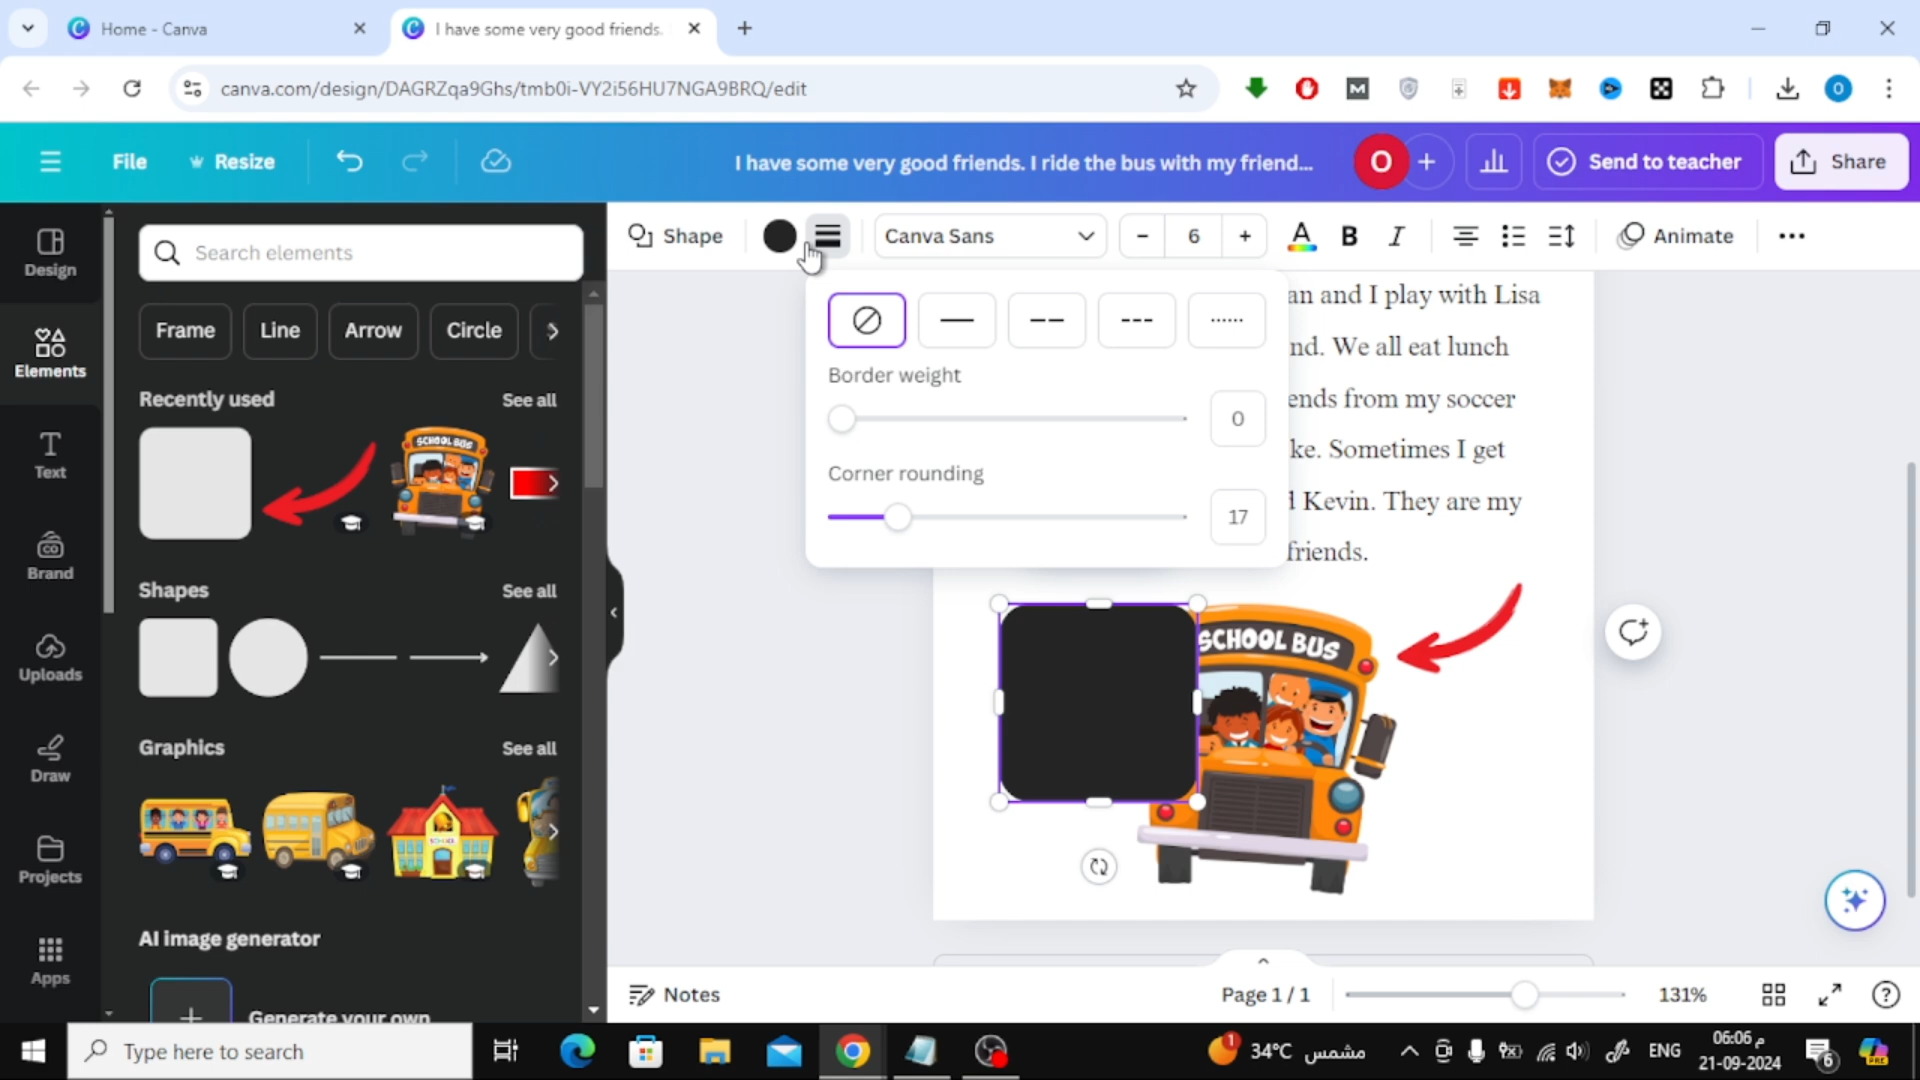 Home - Canva
I have some very good friends.
canva.com/design/DAGRZqa9Ghs/tmb0i-VY2i56HU7NGA9BRQ/edit
File
Resize
I have some very good friends. I ride the bus with my friend...
O
Send to teacher
Share
Design
Elements
Text
Brand
Uploads
Draw
Projects
Apps
Search elements
Frame
Line
Arrow
Circle
Recently used
See all
SCHOOL BUS
Shapes
See all
Graphics
See all
AI image generator
Generate your own
Shape
Canva Sans
6
A
B
I
Animate
Border weight
0
Corner rounding
17
an and I play with Lisa
nd. We all eat lunch
ends from my soccer
ke. Sometimes I get
d Kevin. They are my
friends.
SCHOOL BUS
Notes
Page 1 / 1
131%
Type here to search
1
34°C
مشمس
ENG
06:06 م
21-09-2024
6
PRE